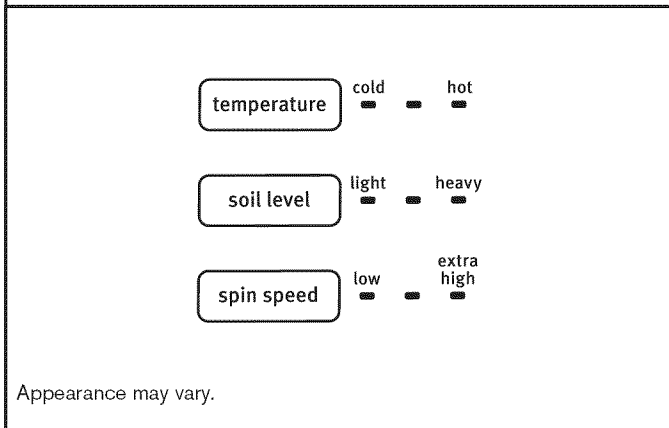 temperature cold hot
soil level light heavy
extra
spin speed low high
Appearance may vary.